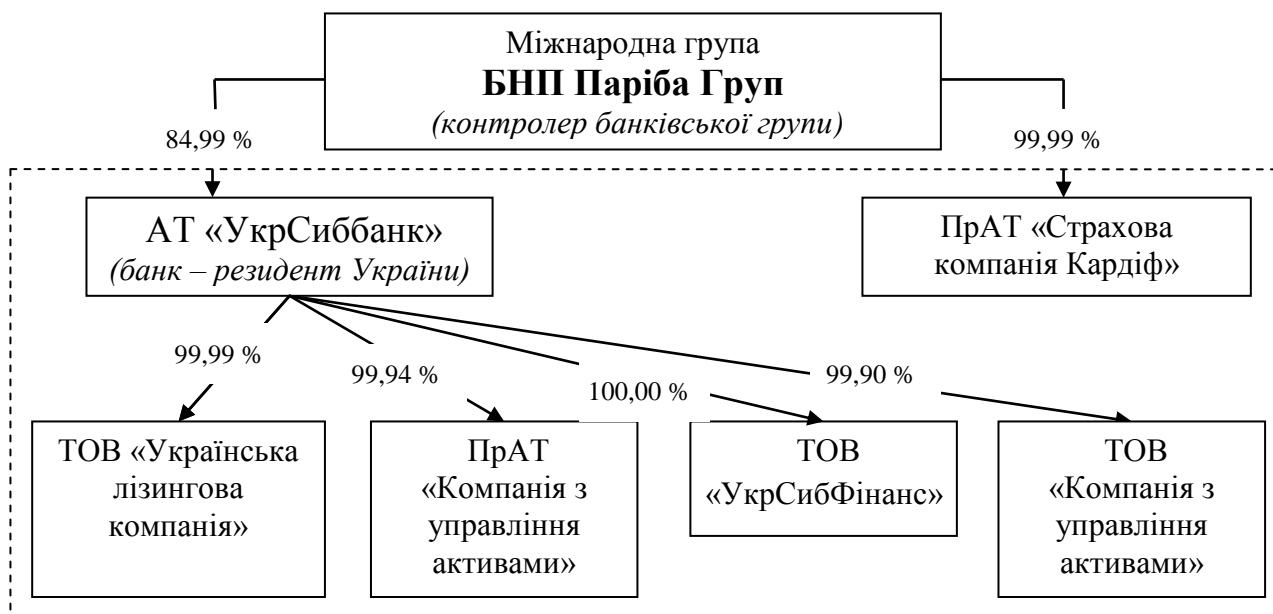 Міжнародна група
БНП Паріба Груп
(контролер банківської групи)
84,99 %
99,99 %
АТ «УкрСиббанк»
(банк – резидент України)
ПрАТ «Страхова
компанія Кардіф»
99,99 %
99,94 %
100,00 %
99,90 %
ТОВ «Українська
лізингова
компанія»
ПрАТ
«Компанія з
управління
активами»
ТОВ
«УкрСибФінанс»
ТОВ
«Компанія з
управління
активами»